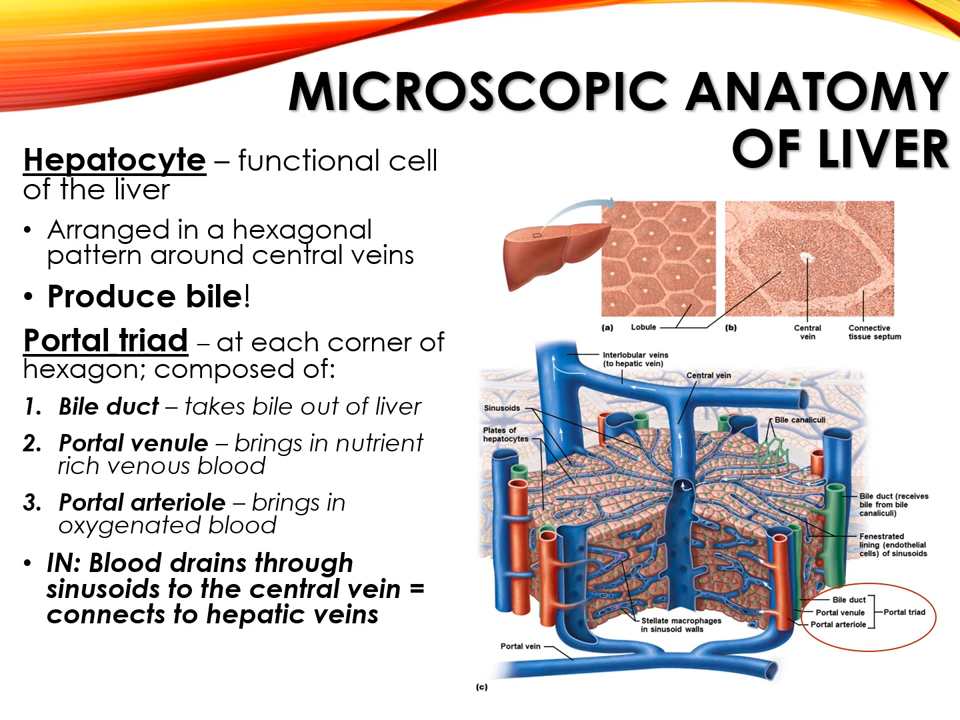 MICROSCOPIC ANATOMY
OF LIVER
Hepatocyte – functional cell
of the liver
• Arranged in a hexagonal
pattern around central veins
• Produce bile!
Portal triad – at each corner of
hexagon; composed of:
1. Bile duct – takes bile out of liver
2. Portal venule – brings in nutrient
rich venous blood
3. Portal arteriole – brings in
oxygenated blood
• IN: Blood drains through
sinusoids to the central vein =
connects to hepatic veins
(a)
Lobule
(b)
Central
vein
Connective
tissue septum
Interlobular veins
(to hepatic vein)
Central vein
Sinusoids
Plates of
hepatocytes
Bile canaliculi
Bile duct (receives
bile from bile
canaliculi)
Fenestrated
lining (endothelial
cells) of sinusoids
Bile duct
Portal venule
Portal arteriole
Portal triad
Stellate macrophages
in sinusoid walls
Portal vein
(c)